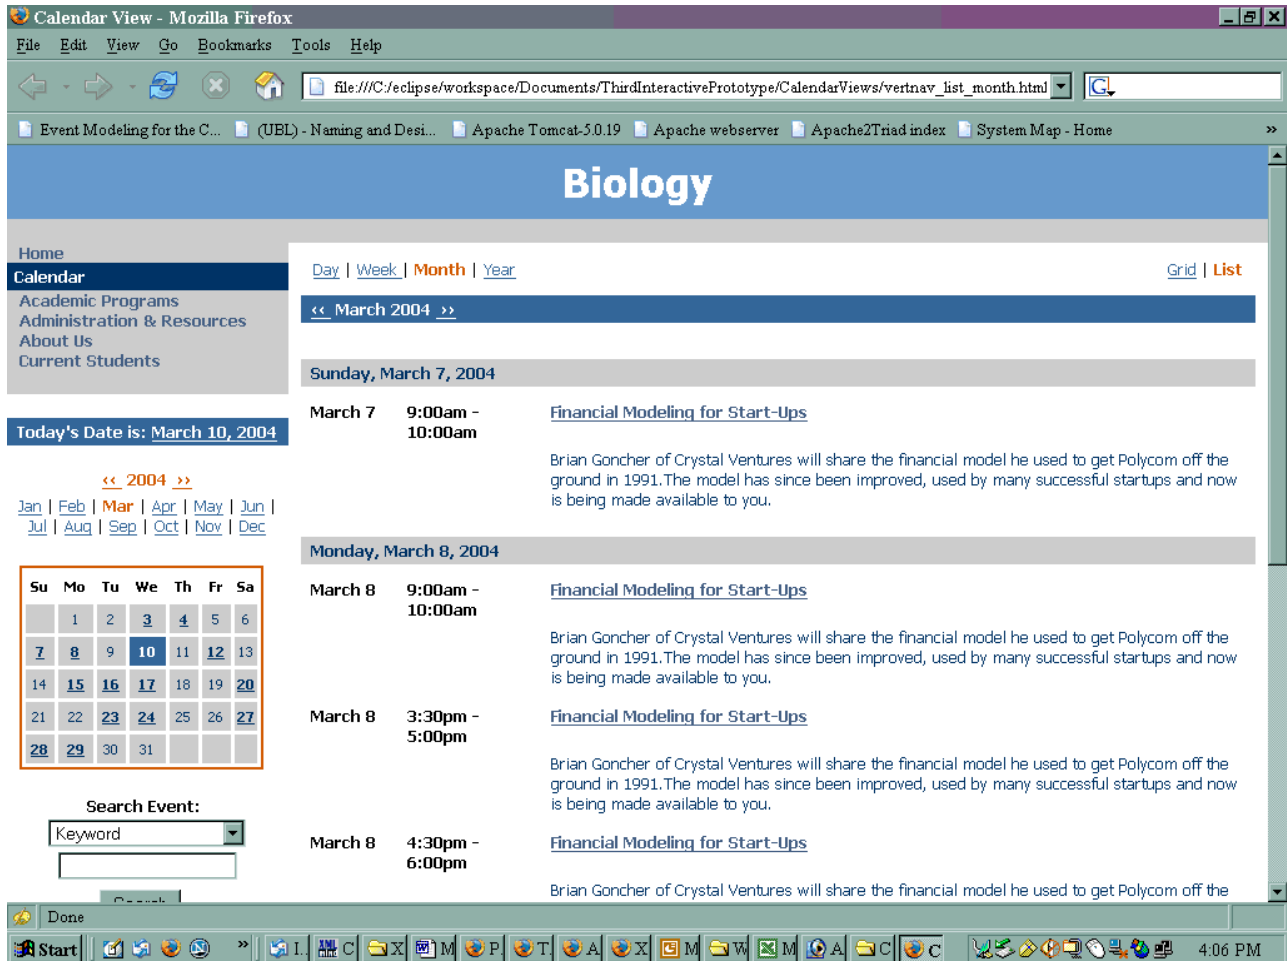 Calendar View - Mozilla Firefox
File Edit View Go Bookmarks Tools Help
file:///C:/eclipse/workspace/Documents/ThirdInteractivePrototype/CalendarViews/vertnav_list_month.html
G
Event Modeling for the C... (UBL) - Naming and Desi... Apache Tomcat-5.0.19 Apache webserver Apache2Triad index System Map - Home »
Biology
Home
Calendar
Academic Programs
Administration & Resources
About Us
Current Students
Today's Date is: March 10, 2004
<< 2004 >>
Jan | Feb | Mar | Apr | May | Jun |
Jul | Aug | Sep | Oct | Nov | Dec
Su Mo Tu We Th Fr Sa
1 2 3 4 5 6
7 8 9 10 11 12 13
14 15 16 17 18 19 20
21 22 23 24 25 26 27
28 29 30 31
Search Event:
Keyword
Search
Day | Week | Month | Year
Grid | List
<< March 2004 >>
Sunday, March 7, 2004
March 7 9:00am - Financial Modeling for Start-Ups
10:00am
Brian Goncher of Crystal Ventures will share the financial model he used to get Polycom off the
ground in 1991.The model has since been improved, used by many successful startups and now
is being made available to you.
Monday, March 8, 2004
March 8 9:00am - Financial Modeling for Start-Ups
10:00am
Brian Goncher of Crystal Ventures will share the financial model he used to get Polycom off the
ground in 1991.The model has since been improved, used by many successful startups and now
is being made available to you.
March 8 3:30pm - Financial Modeling for Start-Ups
5:00pm
Brian Goncher of Crystal Ventures will share the financial model he used to get Polycom off the
ground in 1991.The model has since been improved, used by many successful startups and now
is being made available to you.
March 8 4:30pm - Financial Modeling for Start-Ups
6:00pm
Brian Goncher of Crystal Ventures will share the financial model he used to get Polycom off the
Done
Start » I. C X M P. T. A X M W M A C C 4:06 PM